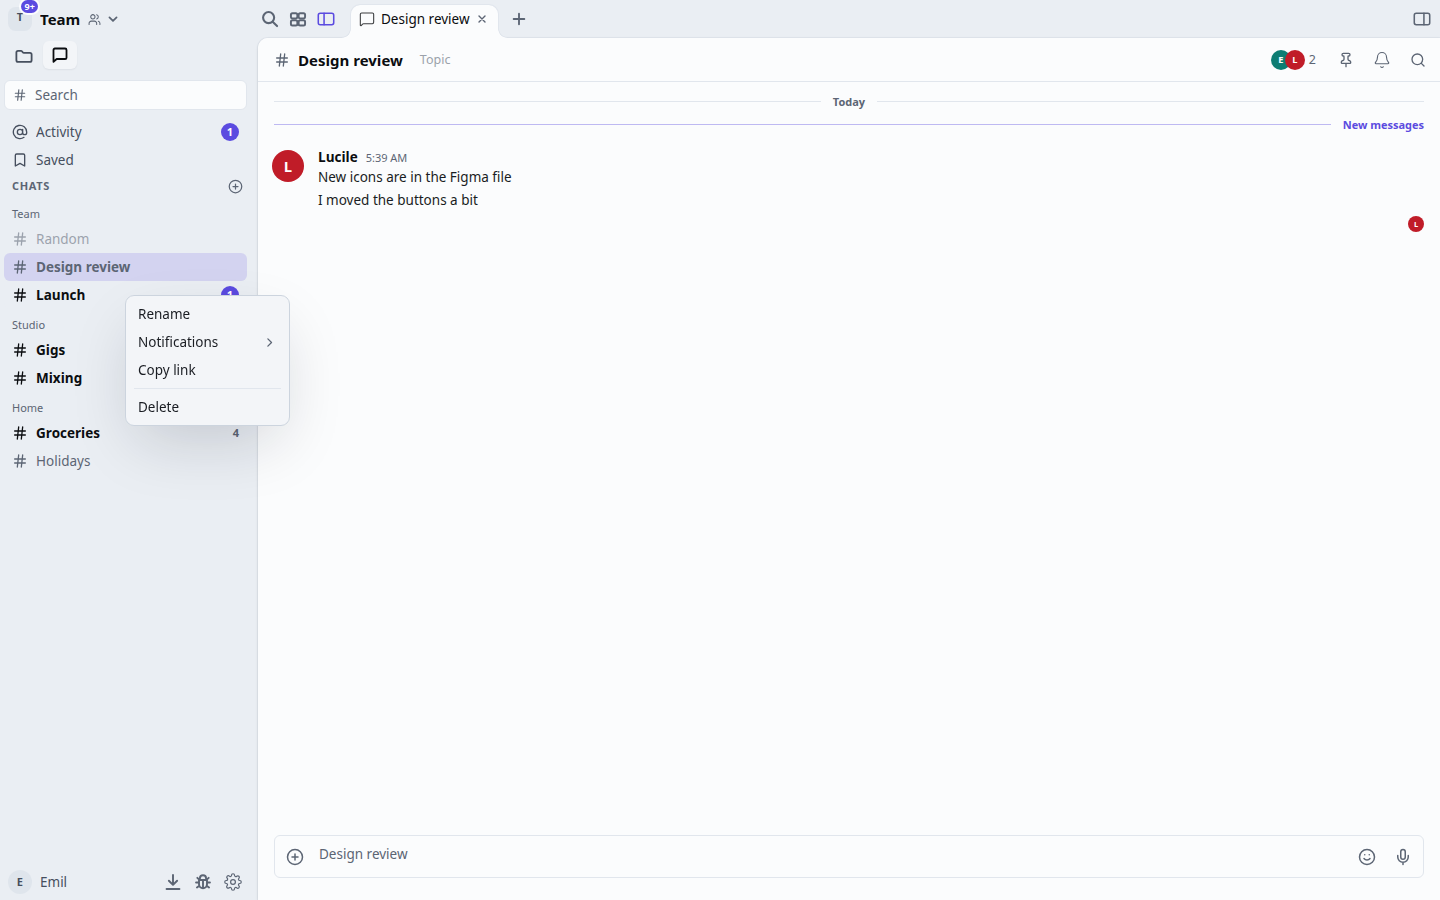 9+
T
Team
Design review
Search
Activity
1
Saved
CHATS
Team
Random
Design review
Launch
Studio
Gigs
Mixing
Home
Groceries
4
Holidays
Rename
Notifications
Copy link
Delete
E
Emil
Design review
Topic
E
L
2
Today
New messages
L
Lucile
5:39 AM
New icons are in the Figma file
I moved the buttons a bit
L
Design review